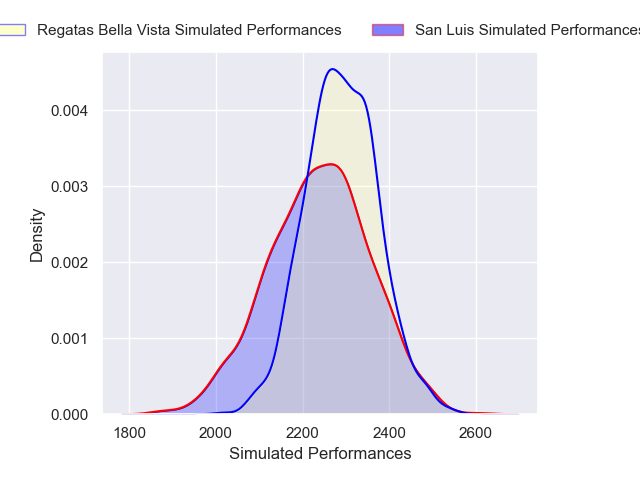 Regatas Bella Vista Simulated Performances San Luis Simulated Performances
0.004
0.003
0.002
0.001
0.000
Density
1800 2000 2200 2400 2600
Simulated Performances